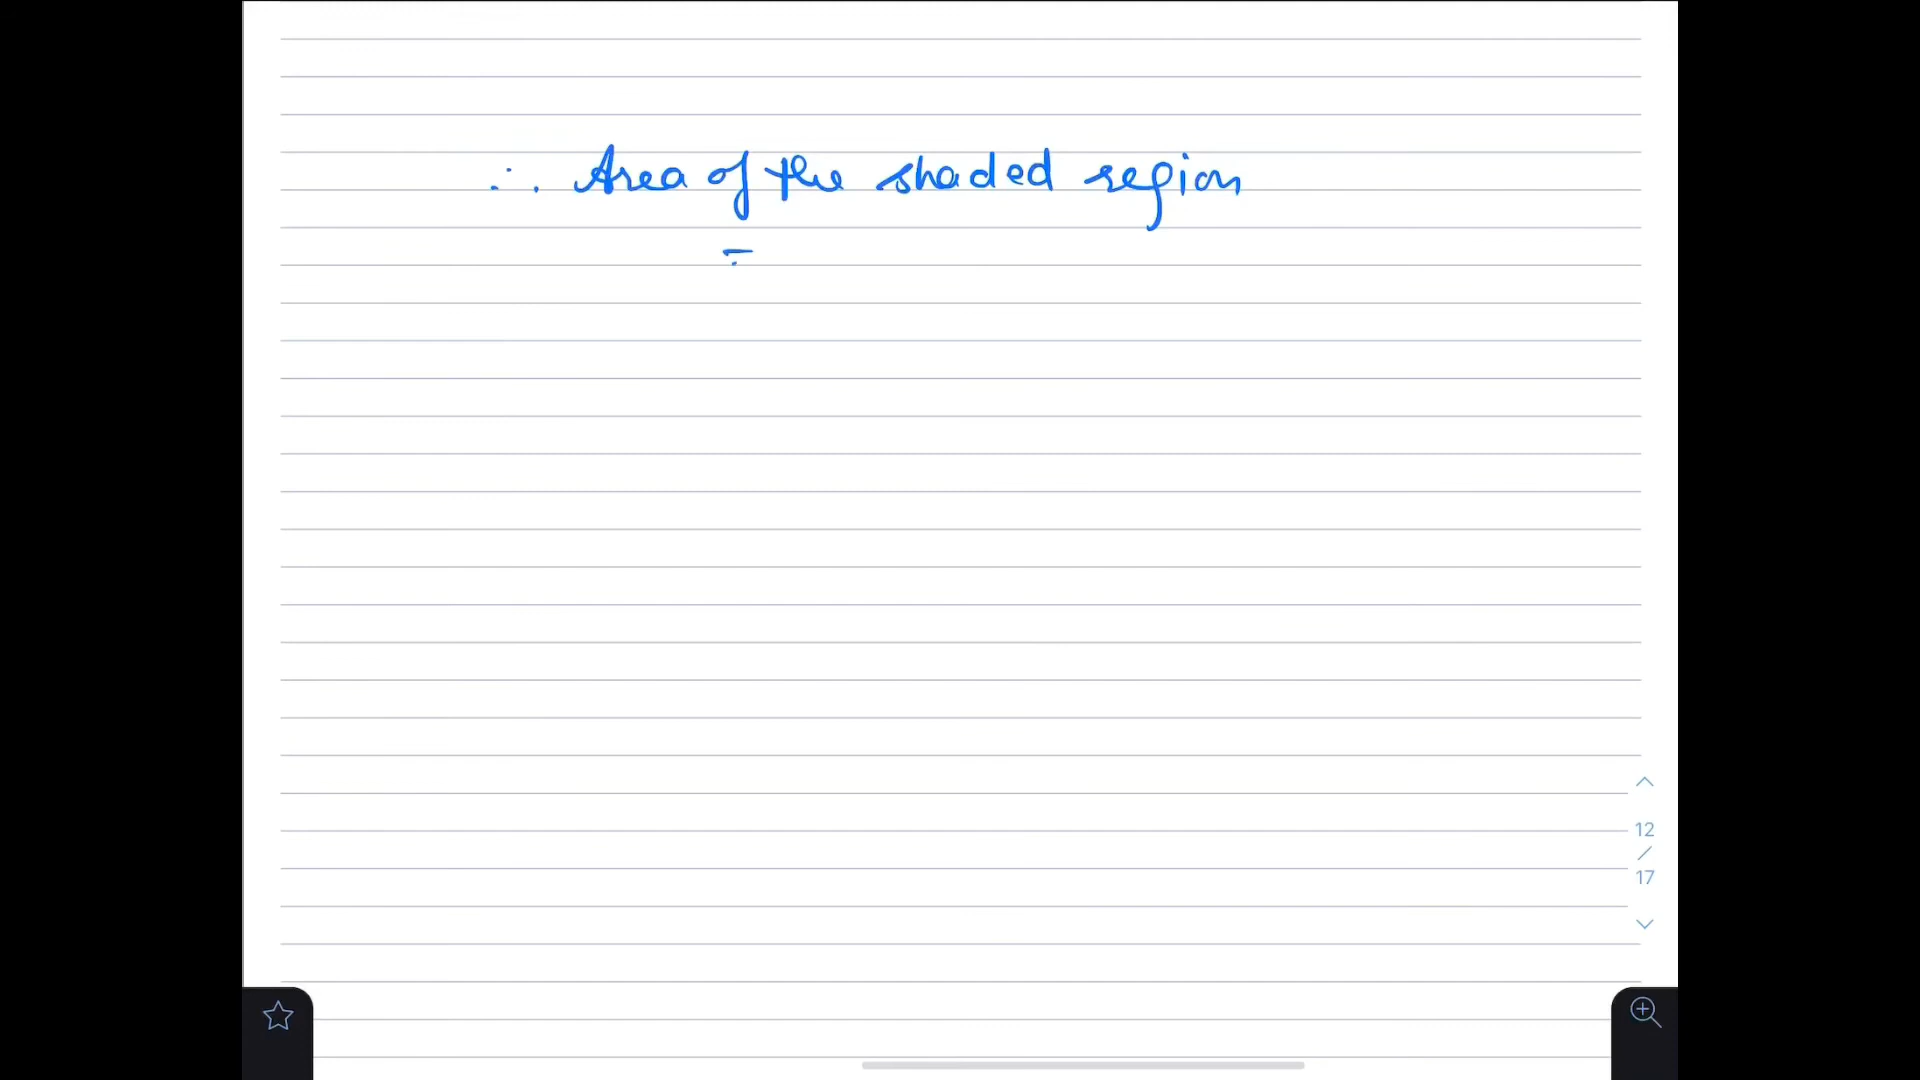 ∴ Area of the shaded region
=
12
/
17